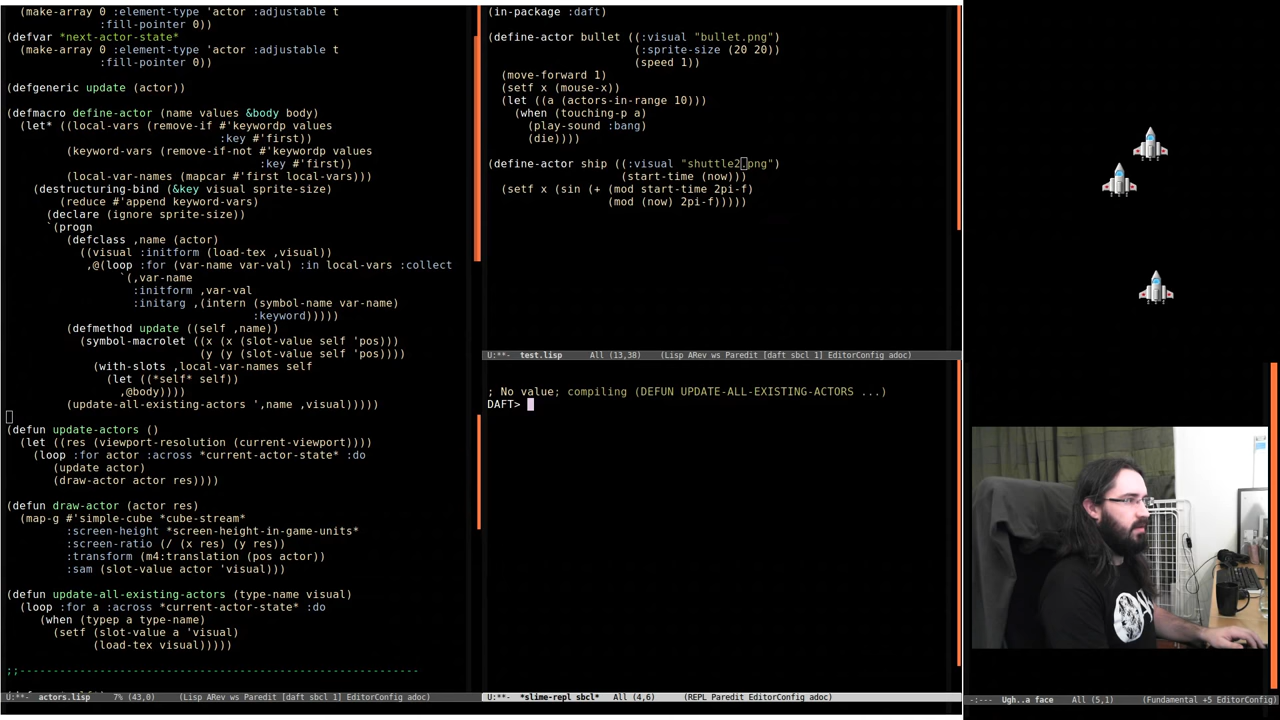 (make-array 0 :element-type 'actor :adjustable t
:fill-pointer 0))
(defvar *next-actor-state*
(make-array 0 :element-type 'actor :adjustable t
:fill-pointer 0))
(defgeneric update (actor))
(defmacro define-actor (name values &body body)
(let* ((local-vars (remove-if #'keywordp values
:key #'first))
(keyword-vars (remove-if-not #'keywordp values
:key #'first))
(local-var-names (mapcar #'first local-vars)))
(destructuring-bind (&key visual sprite-size)
(reduce #'append keyword-vars)
(declare (ignore sprite-size))
`(progn
(defclass ,name (actor)
((visual :initform (load-tex ,visual))
,@(loop :for (var-name var-val) :in local-vars :collect
`(,var-name
:initform ,var-val
:initarg ,(intern (symbol-name var-name)
:keyword)))))
(defmethod update ((self ,name))
(symbol-macrolet ((x (x (slot-value self 'pos)))
(y (y (slot-value self 'pos))))
(with-slots ,local-var-names self
(let ((*self* self))
,@body))))
(update-all-existing-actors ',name ,visual)))))
(defun update-actors ()
(let ((res (viewport-resolution (current-viewport))))
(loop :for actor :across *current-actor-state* :do
(update actor)
(draw-actor actor res))))
(defun draw-actor (actor res)
(map-g #'simple-cube *cube-stream*
:screen-height *screen-height-in-game-units*
:screen-ratio (/ (x res) (y res))
:transform (m4:translation (pos actor))
:sam (slot-value actor 'visual)))
(defun update-all-existing-actors (type-name visual)
(loop :for a :across *current-actor-state* :do
(when (typep a type-name)
(setf (slot-value a 'visual)
(load-tex visual)))))
;;------------------------------------------------------------
U:**- actors.lisp 7% (43,0) (Lisp ARev ws Paredit [daft sbcl 1] EditorConfig adoc)
(in-package :daft)
(define-actor bullet ((:visual "bullet.png")
(:sprite-size (20 20))
(speed 1))
(move-forward 1)
(setf x (mouse-x))
(let ((a (actors-in-range 10)))
(when (touching-p a)
(play-sound :bang)
(die))))
(define-actor ship ((:visual "shuttle2.png")
(start-time (now)))
(setf x (sin (+ (mod start-time 2pi-f)
(mod (now) 2pi-f)))))
U:**- test.lisp All (13,38) (Lisp ARev ws Paredit [daft sbcl 1] EditorConfig adoc)
; No value; compiling (DEFUN UPDATE-ALL-EXISTING-ACTORS ...)
DAFT>
U:**- *slime-repl sbcl* All (4,6) (REPL Paredit EditorConfig adoc)
-:--- Ugh..a face All (5,1) (Fundamental +5 EditorConfig)